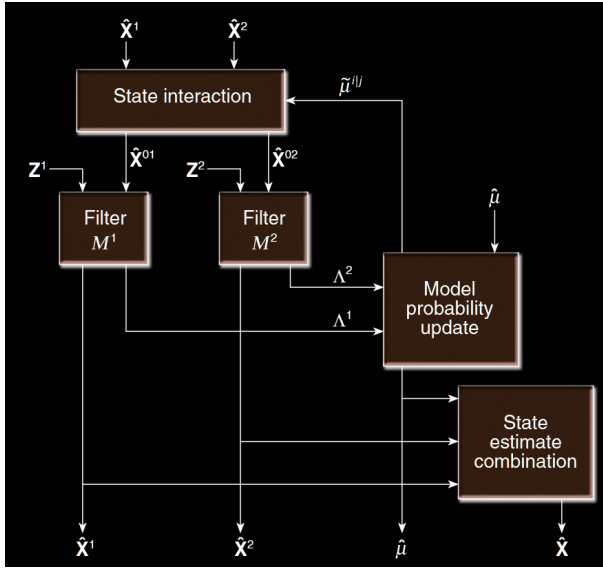 X̂¹ X̂²
State interaction
μ̃ⁱ|ʲ
X̂⁰¹ X̂⁰²
Z¹ Z²
Filter
M¹
Filter
M²
μ̂
Λ²
Λ¹
Model
probability
update
State
estimate
combination
X̂¹ X̂² μ̂ X̂